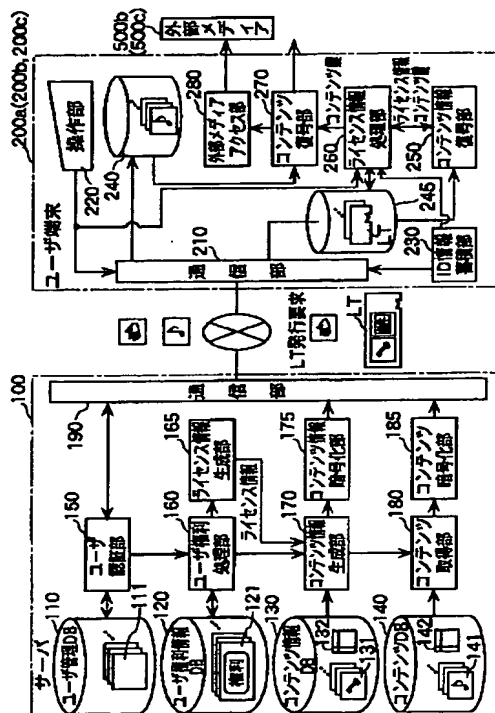 サーバ
100
110
ユーザ管理DB
111
150
ユーザ
認証部
190
通信部
120
ユーザ権利情報
DB
権利
121
160
ユーザ権利
処理部
165
ライセンス情報
生成部
ライセンス情報
130
コンテンツ情報
DB
132
131
170
コンテンツ情報
生成部
175
コンテンツ情報
暗号化部
140
コンテンツDB
142
141
180
コンテンツ
取得部
185
コンテンツ
暗号化部
LT発行要求
LT
ユーザ端末
200a(200b, 200c)
210
通信部
220
操作部
240
245
LT
230
ID情報
蓄積部
280
外部メディア
アクセス部
270
コンテンツ
復号部
コンテンツ鍵
260
ライセンス情報
処理部
ライセンス情報
コンテンツ鍵
250
コンテンツ情報
復号部
500b
(500c)
外部メディア